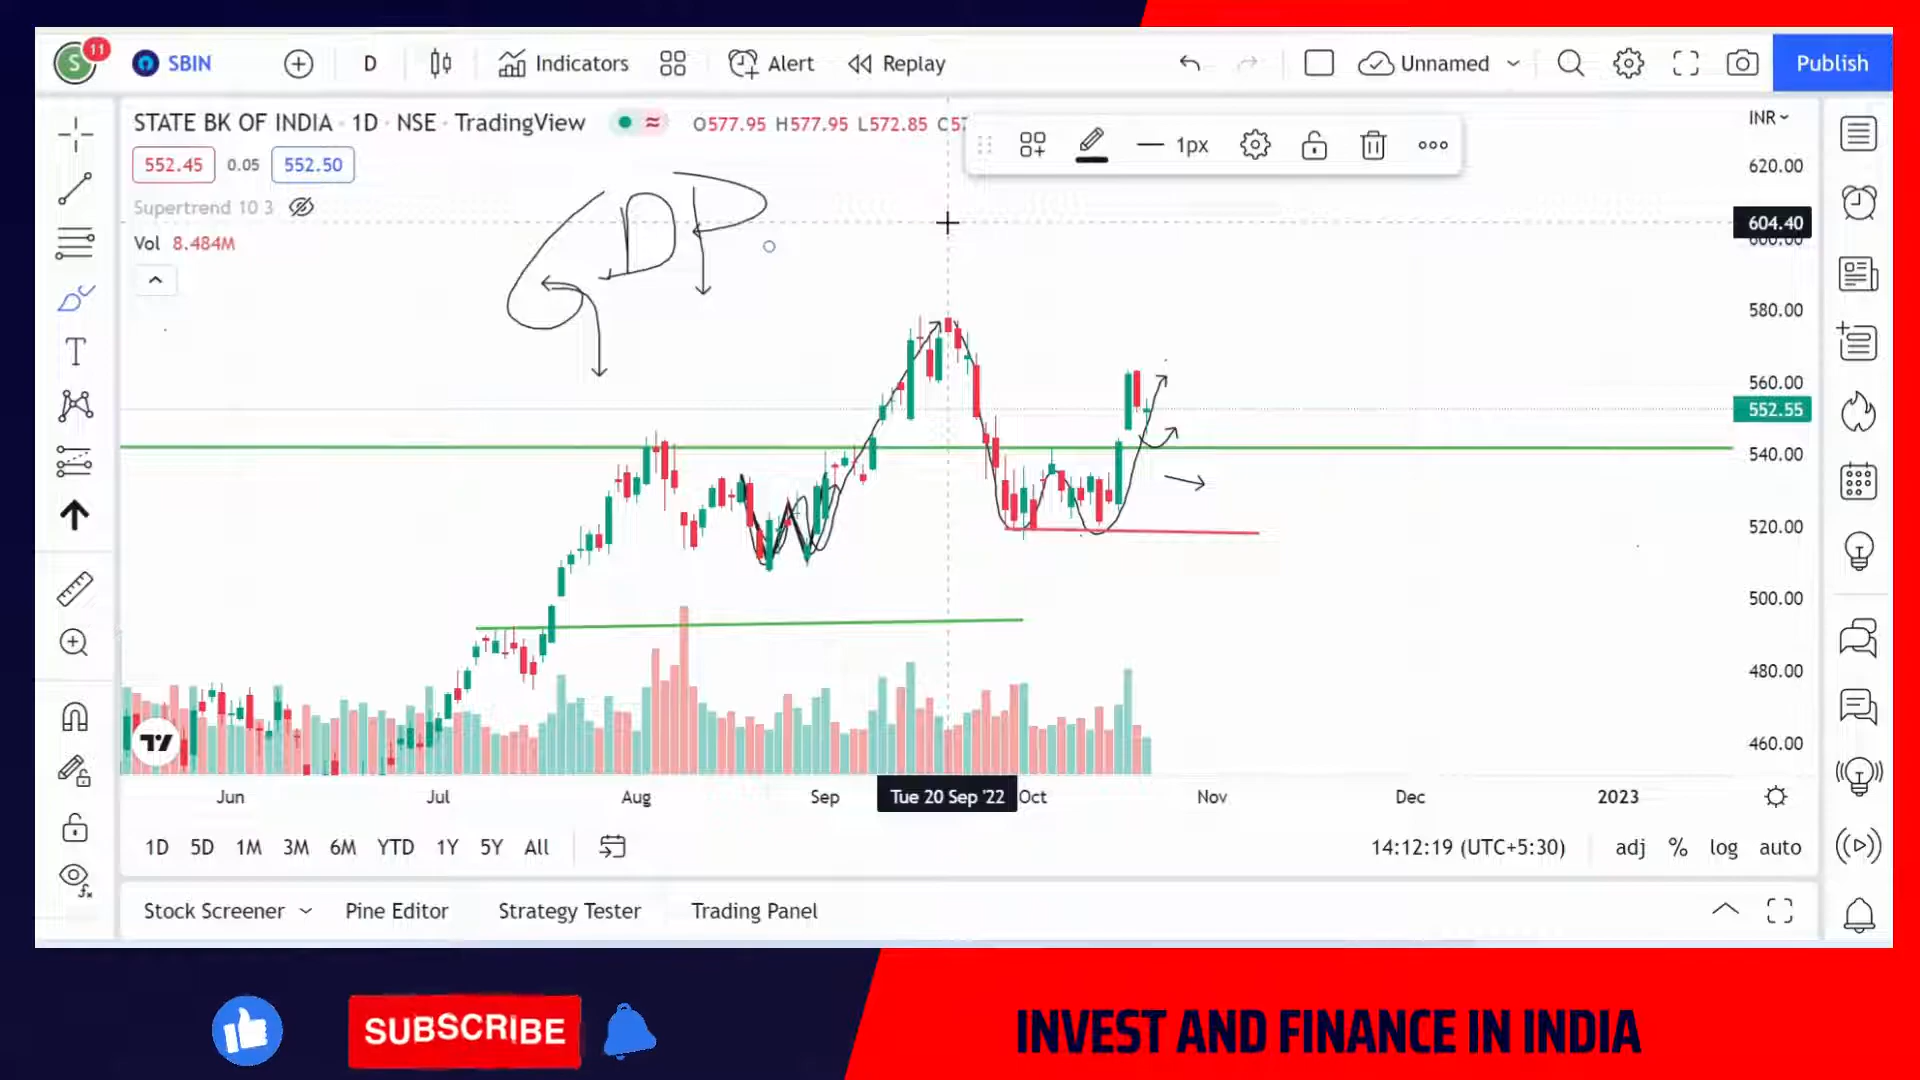 S 11 SBIN D Indicators Alert Replay Unnamed Publish
STATE BK OF INDIA · 1D · NSE · TradingView O577.95 H577.95 L572.85 C57
1px
INR
552.45 0.05 552.50
620.00
Supertrend 10 3
GDP
604.40
600.00
Vol 8.484M
580.00
560.00
552.55
540.00
520.00
500.00
480.00
460.00
Jun Jul Aug Sep Tue 20 Sep '22 Oct Nov Dec 2023
1D 5D 1M 3M 6M YTD 1Y 5Y All 14:12:19 (UTC+5:30) adj % log auto
Stock Screener Pine Editor Strategy Tester Trading Panel
SUBSCRIBE
INVEST AND FINANCE IN INDIA